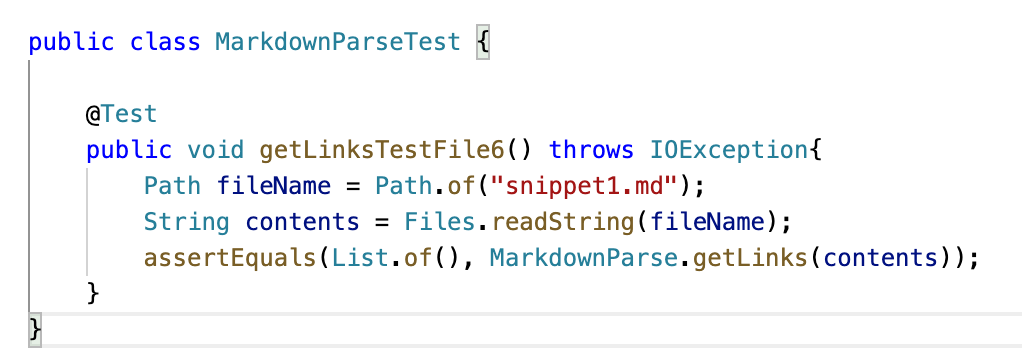 public class MarkdownParseTest {
@Test
public void getLinksTestFile6() throws IOException{
Path fileName = Path.of("snippet1.md");
String contents = Files.readString(fileName);
assertEquals(List.of(), MarkdownParse.getLinks(contents));
}
}